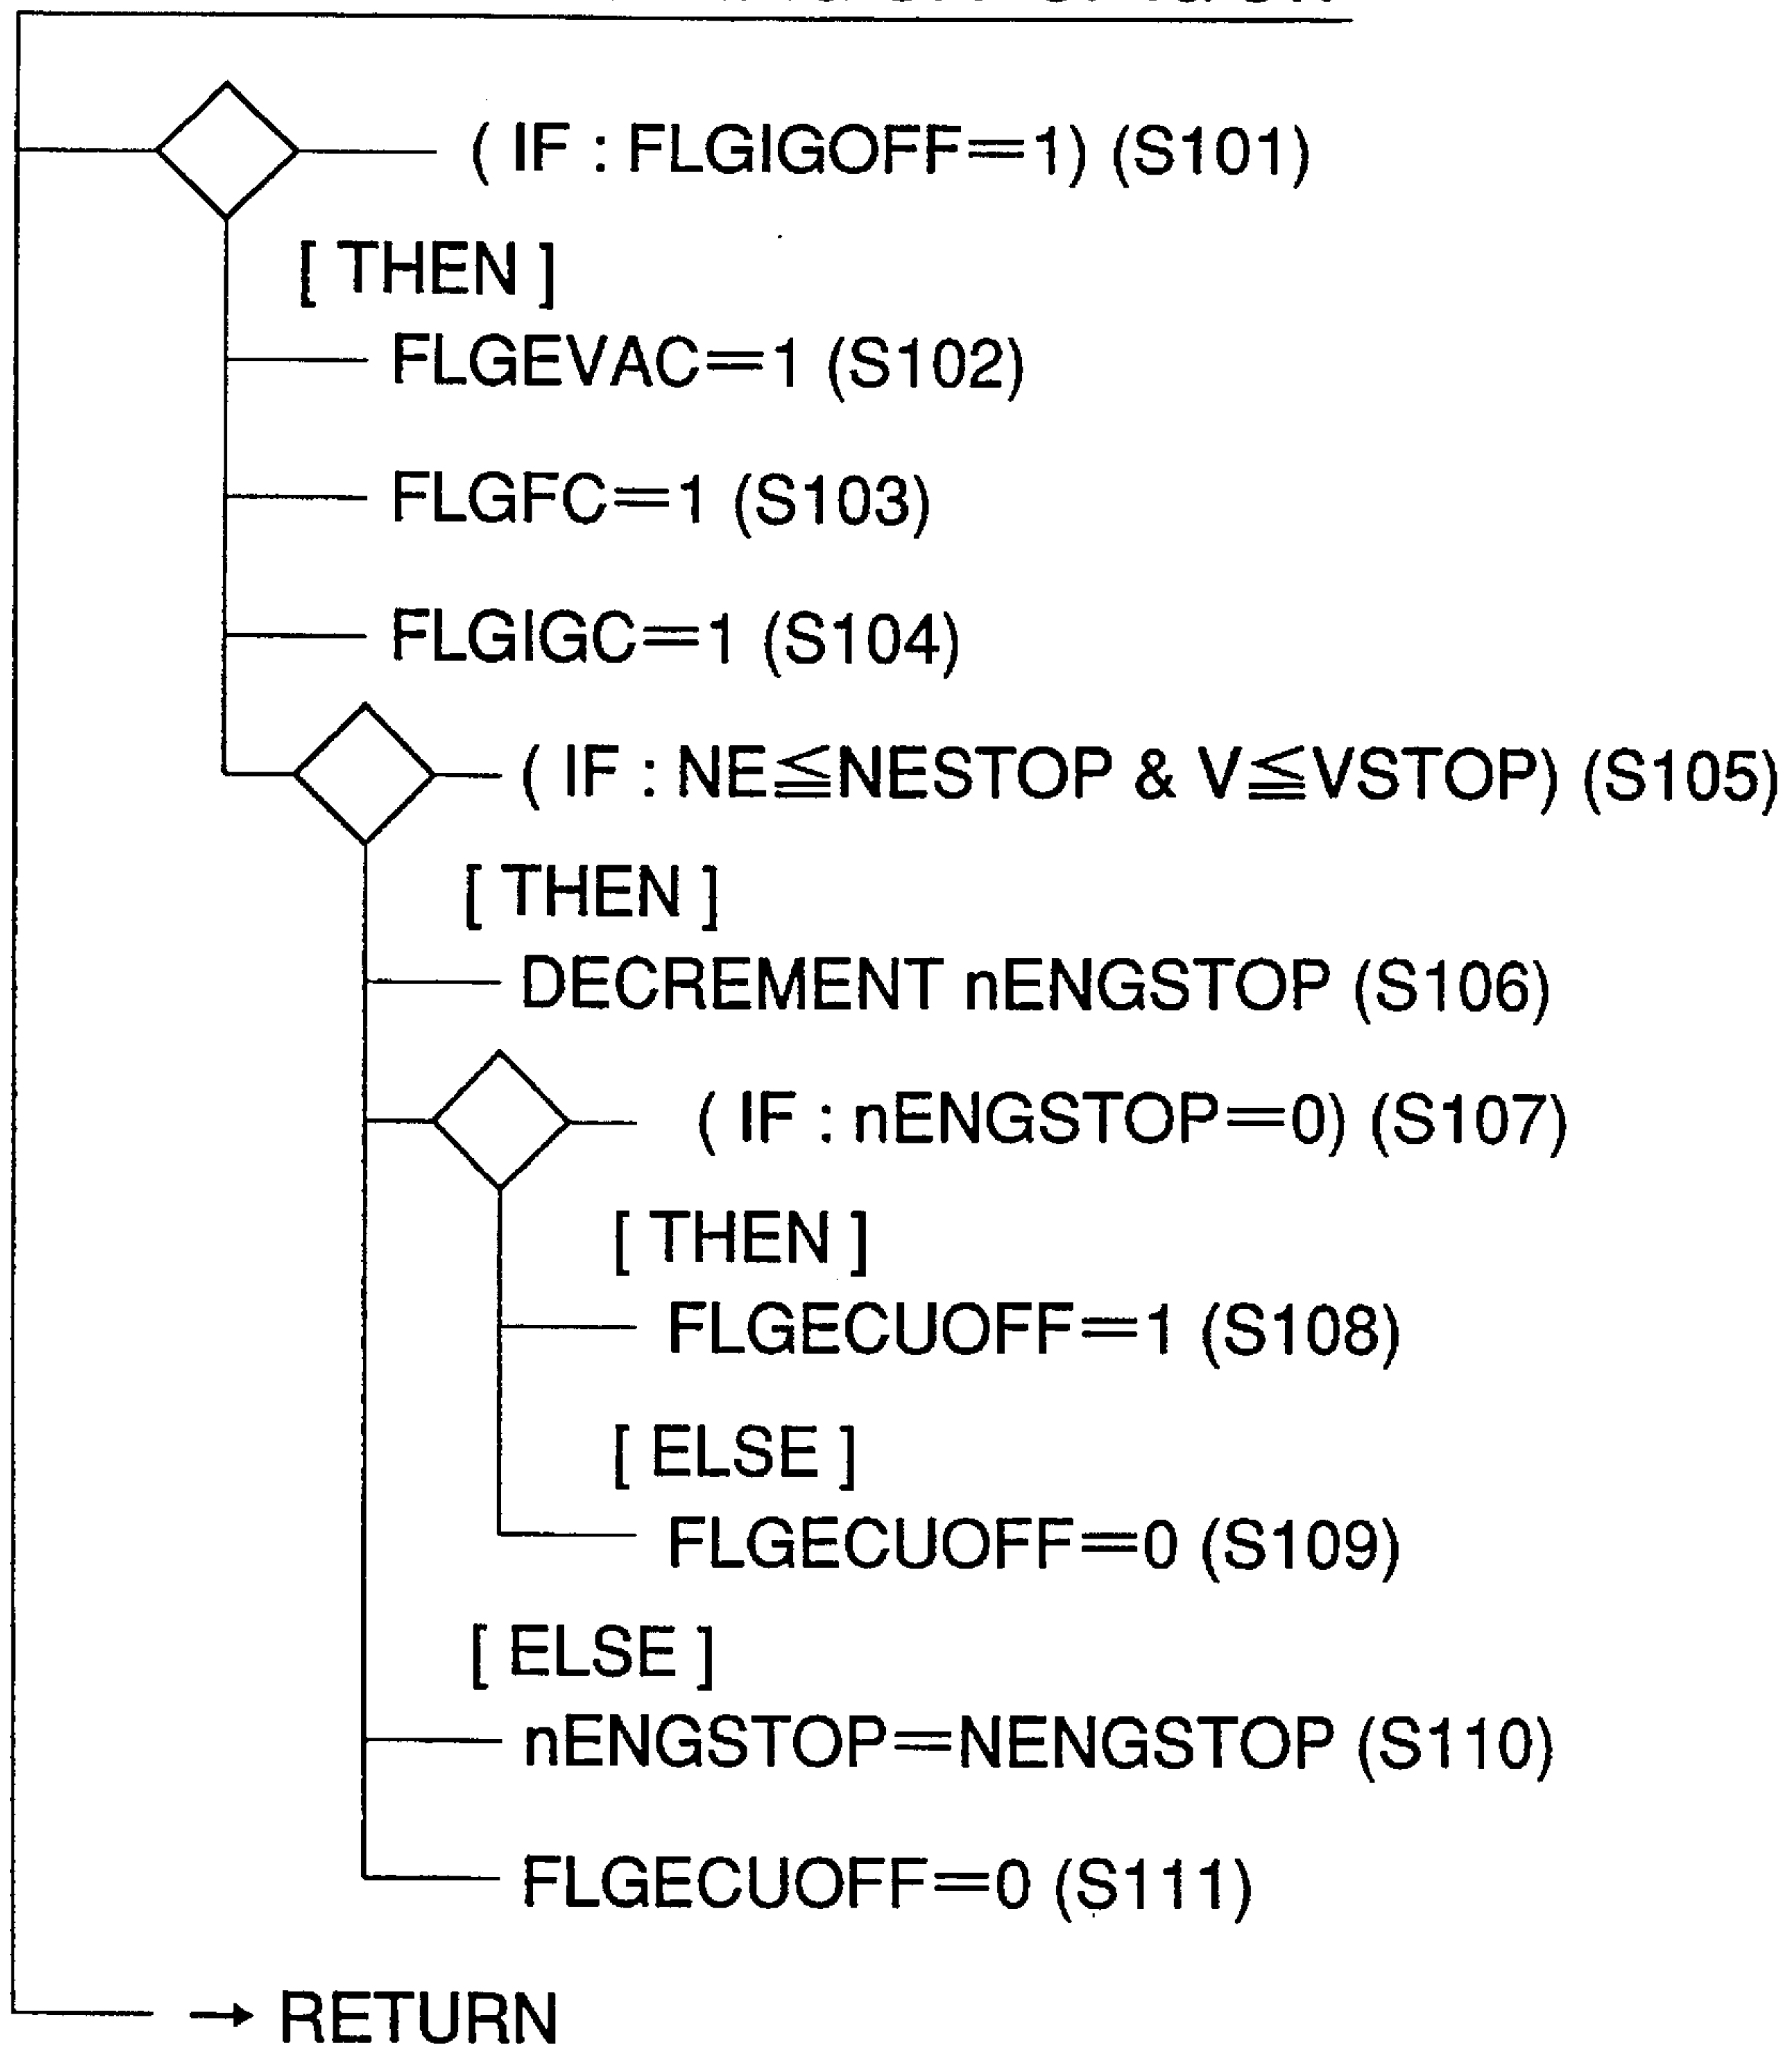 ( IF : FLGIGOFF=1) (S101)
[ THEN ]
FLGEVAC=1 (S102)
FLGFC=1 (S103)
FLGIGC=1 (S104)
( IF : NE≦NESTOP & V≦VSTOP) (S105)
[ THEN ]
DECREMENT nENGSTOP (S106)
( IF : nENGSTOP=0) (S107)
[ THEN ]
FLGECUOFF=1 (S108)
[ ELSE ]
FLGECUOFF=0 (S109)
[ ELSE ]
nENGSTOP=NENGSTOP (S110)
FLGECUOFF=0 (S111)
→ RETURN